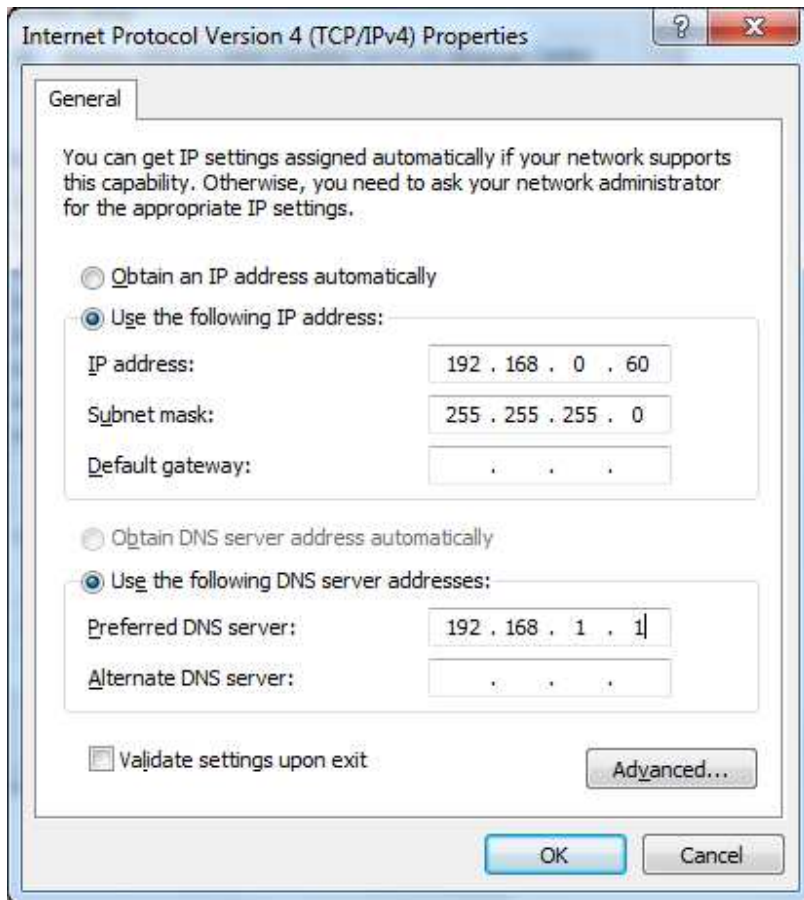 Internet Protocol Version 4 (TCP/IPv4) Properties
?
X
General
You can get IP settings assigned automatically if your network supports
this capability. Otherwise, you need to ask your network administrator
for the appropriate IP settings.
Obtain an IP address automatically
Use the following IP address:
IP address: 192 . 168 . 0 . 60
Subnet mask: 255 . 255 . 255 . 0
Default gateway: . . .
Obtain DNS server address automatically
Use the following DNS server addresses:
Preferred DNS server: 192 . 168 . 1 . 1
Alternate DNS server: . . .
Validate settings upon exit
Advanced...
OK Cancel